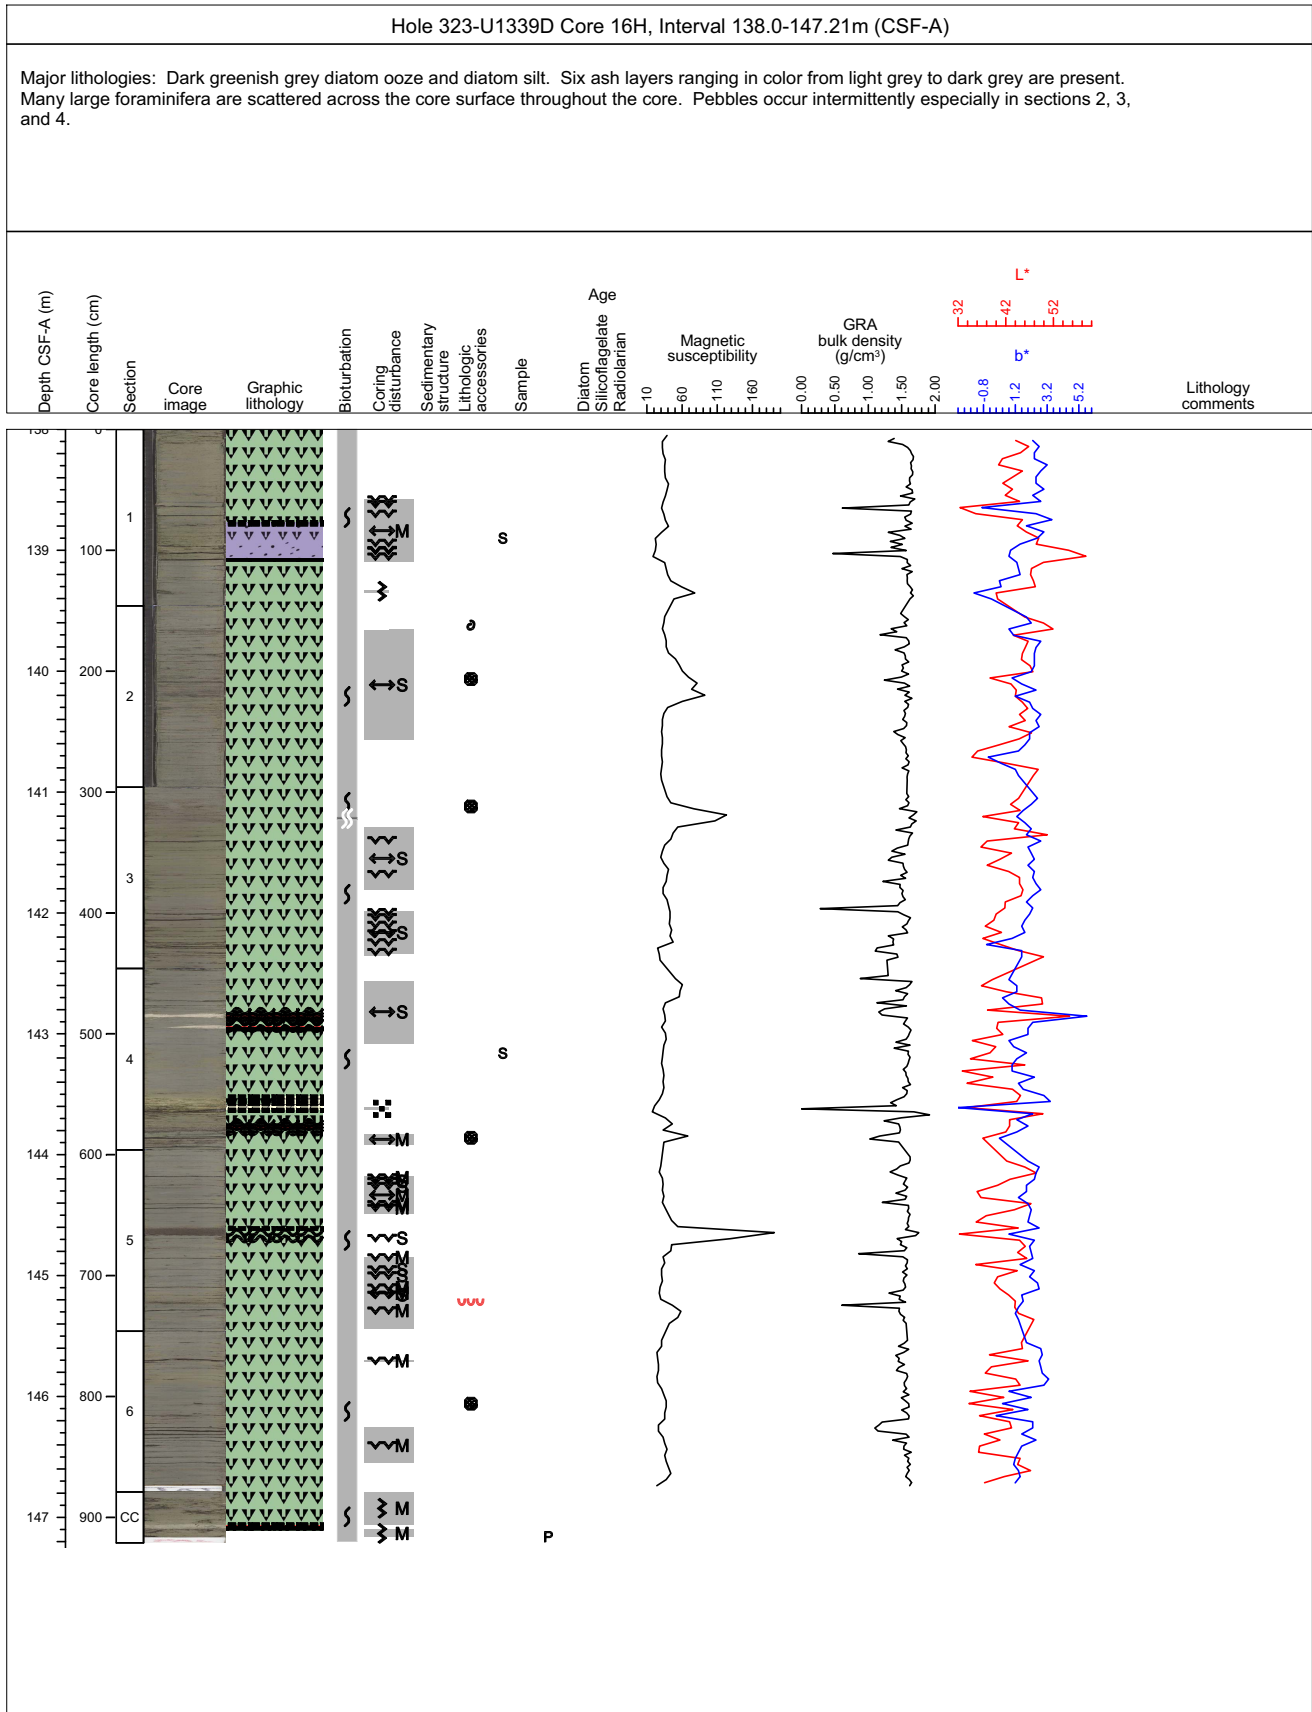 Hole 323-U1339D Core 16H, Interval 138.0-147.21m (CSF-A)
Major lithologies: Dark greenish grey diatom ooze and diatom silt. Six ash layers ranging in color from light grey to dark grey are present.
Many large foraminifera are scattered across the core surface throughout the core. Pebbles occur intermittently especially in sections 2, 3,
and 4.
Depth CSF-A (m)
Core length (cm)
Section
Core
image
Graphic
lithology
Bioturbation
Coring
disturbance
Sedimentary
structure
Lithologic
accessories
Sample
Age
Diatom
Silicoflagelate
Radiolarian
Magnetic
susceptibility
10 60 110 160
GRA
bulk density
(g/cm³)
0.00 0.50 1.00 1.50 2.00
L*
32 42 52
b*
-0.8 1.2 3.2 5.2
Lithology
comments
138 0
1
M
139 100
S
140 200
S
2
141 300
S
3
142 400
S
S
143 500
S
4
M
144 600
M
M
M
S
5
M
145 700
S
M
M
M
146 800
6
M
M
147 900
CC
M
P